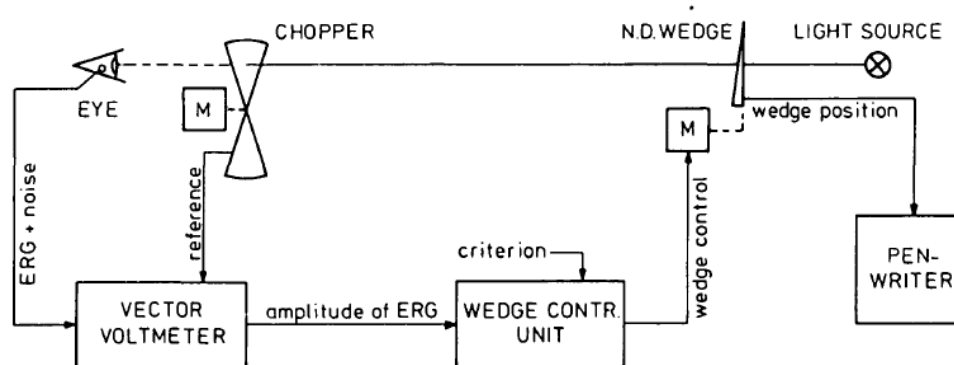 CHOPPER
N.D. WEDGE
LIGHT SOURCE
EYE
M
wedge position
M
ERG + noise
reference
wedge control
criterion
PEN-
WRITER
VECTOR
VOLTMETER
amplitude of ERG
WEDGE CONTR.
UNIT